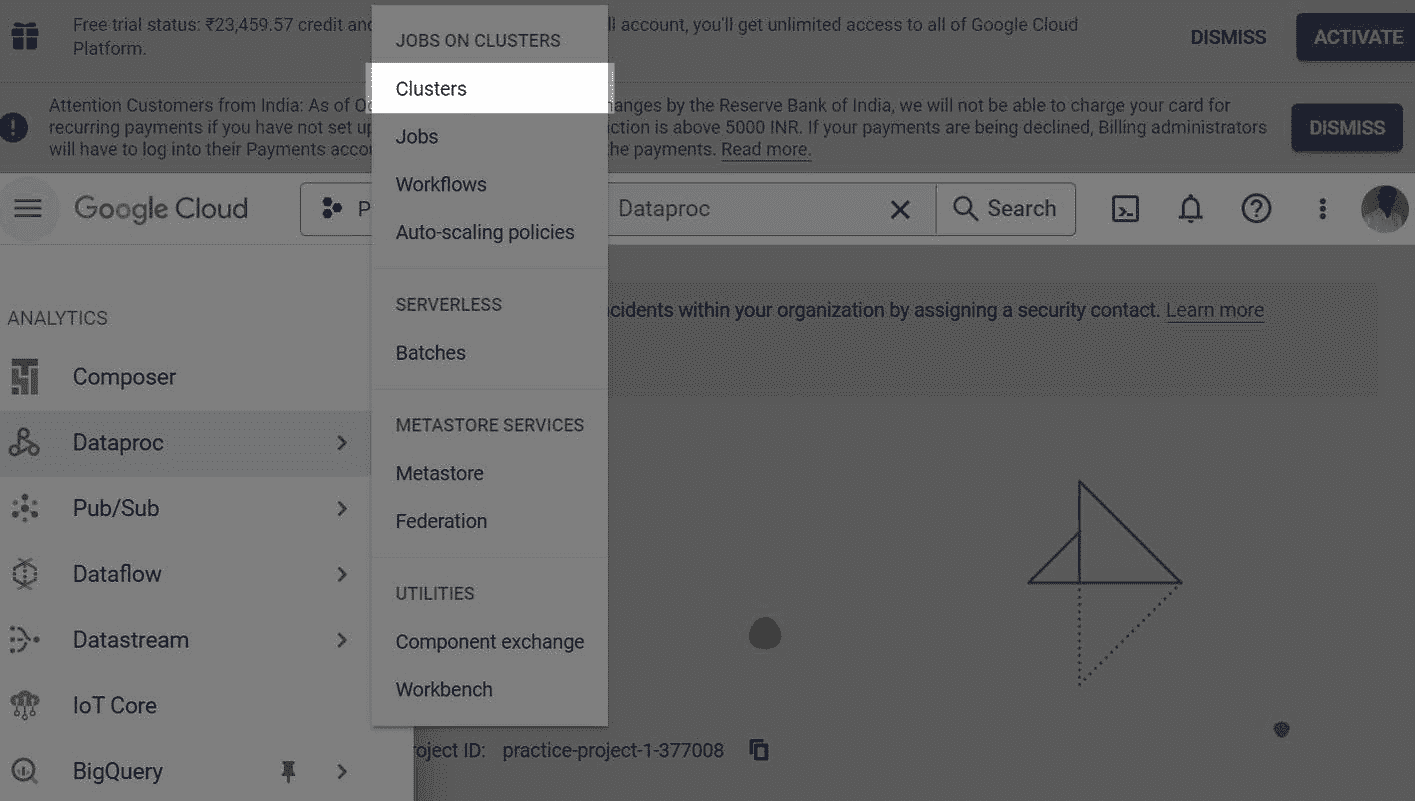 Free trial status: ₹23,459.57 credit and
ll account, you'll get unlimited access to all of Google Cloud
Platform.
DISMISS
ACTIVATE
Attention Customers from India: As of Oc
anges by the Reserve Bank of India, we will not be able to charge your card for
recurring payments if you have not set up
ction is above 5000 INR. If your payments are being declined, Billing administrators
will have to log into their Payments accou
the payments. Read more.
DISMISS
Google Cloud
P
Dataproc
Search
JOBS ON CLUSTERS
Clusters
Jobs
Workflows
Auto-scaling policies
SERVERLESS
Batches
METASTORE SERVICES
Metastore
Federation
UTILITIES
Component exchange
Workbench
cidents within your organization by assigning a security contact. Learn more
ANALYTICS
Composer
Dataproc
Pub/Sub
Dataflow
Datastream
IoT Core
BigQuery
oject ID: practice-project-1-377008